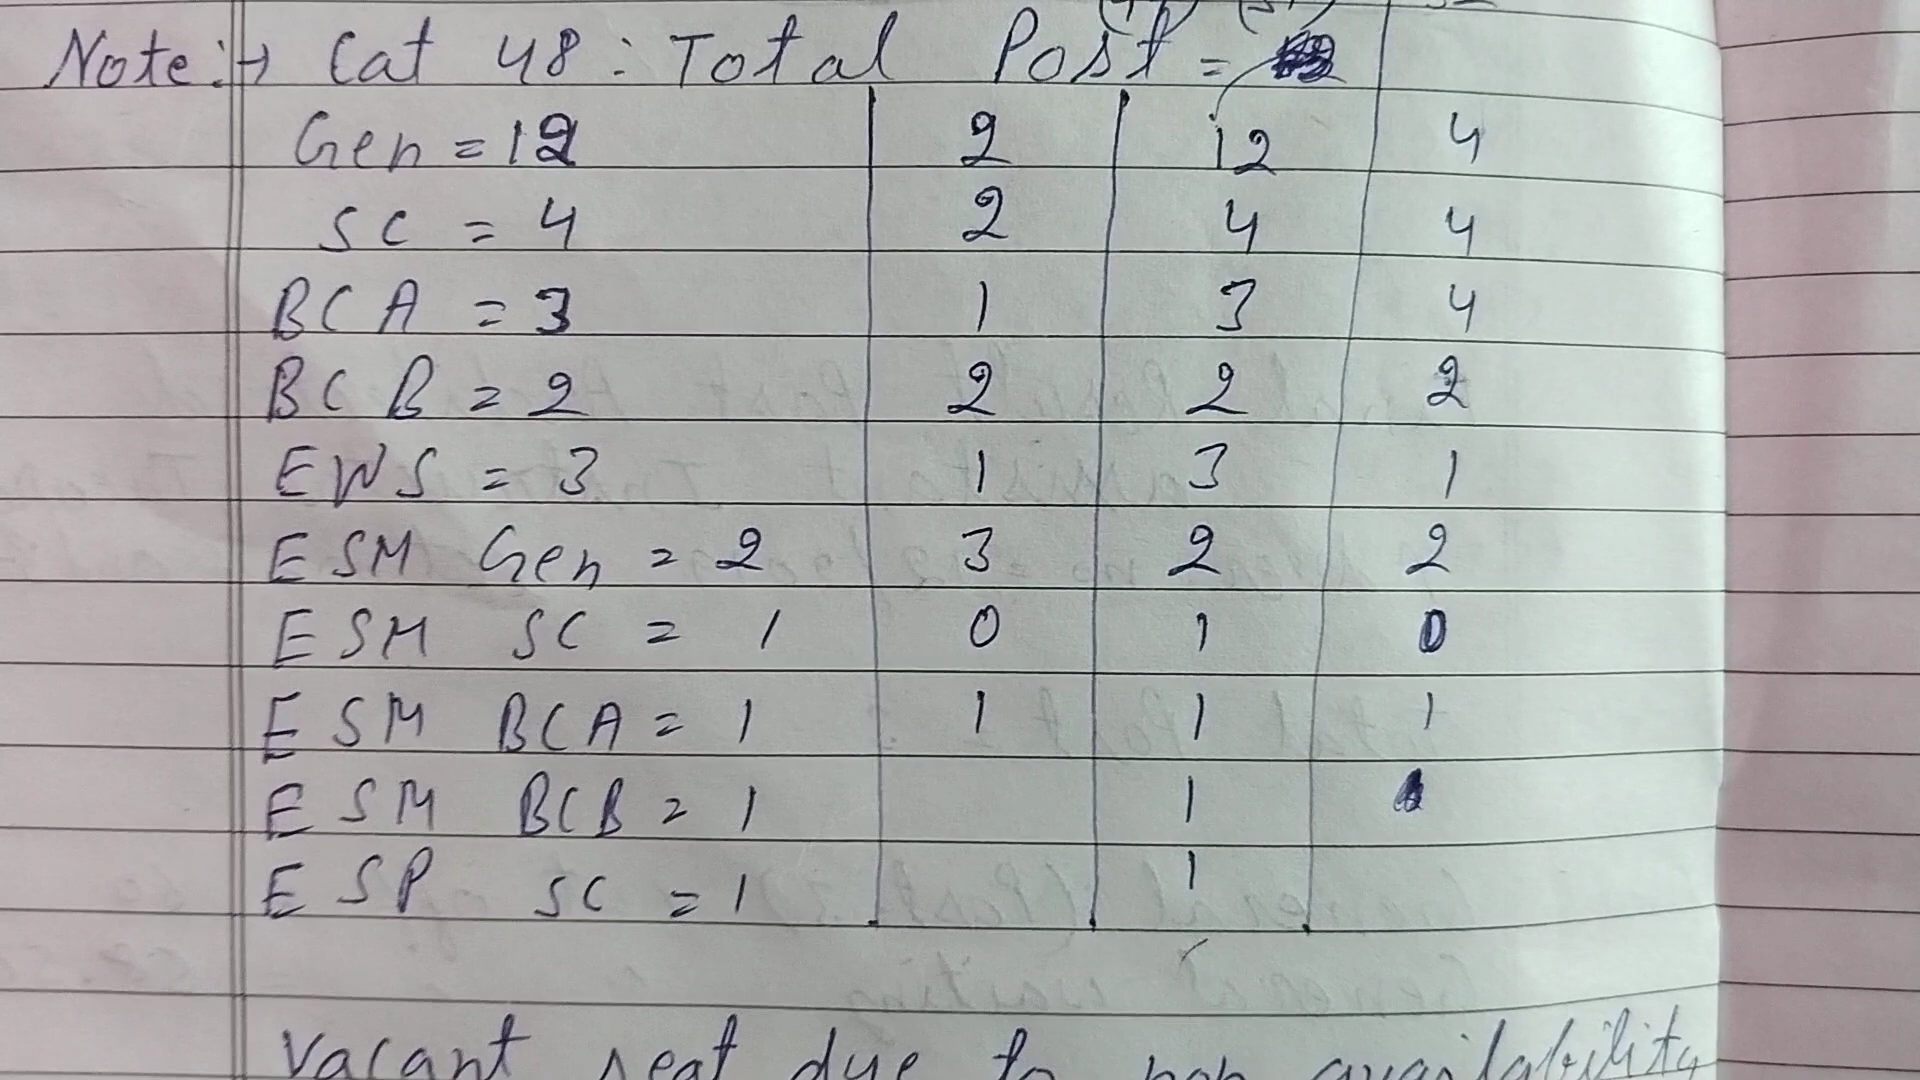 Note:→ Cat 48: Total Post =
Gen = 12 2 12 4
SC = 4 2 4 4
BCA = 3 1 3 4
BCB = 2 2 2 2
EWS = 3 1 3 1
ESM Gen = 2 3 2 2
ESM SC = 1 0 1 0
ESM BCA = 1 1 1 1
ESM BCB = 1 1
ESP SC = 1 1
Vacant seat due to non availability